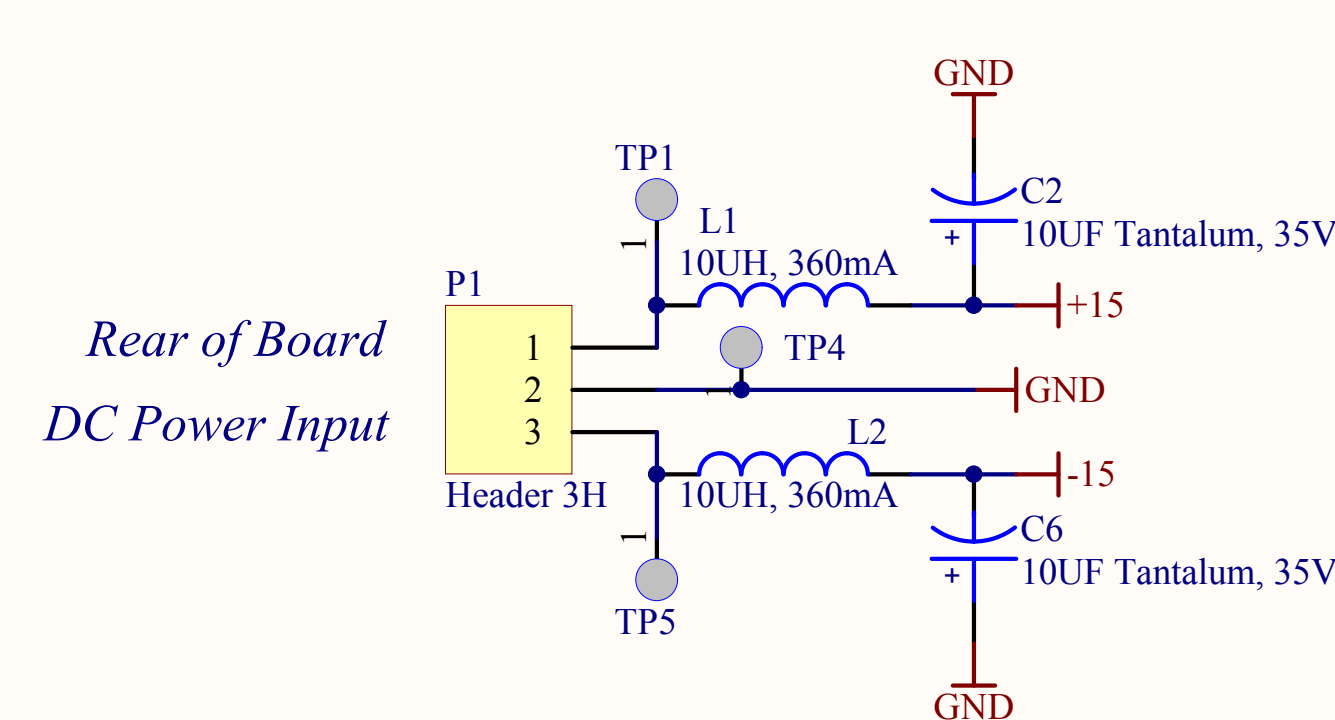 GND
TP1
C2
L1
1
+
10UF Tantalum, 35V
10UH, 360mA
P1
+15
Rear of Board
1
TP4
2
GND
DC Power Input
3
L2
-15
Header 3H
10UH, 360mA
1
C6
+
10UF Tantalum, 35V
TP5
GND
1